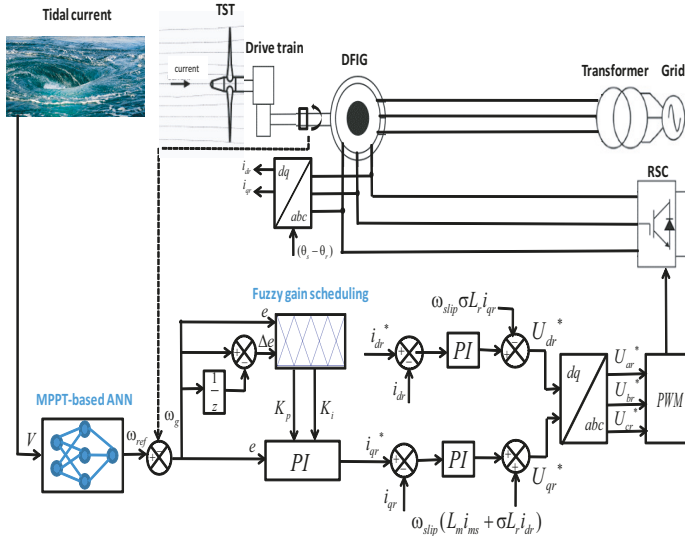 Tidal current
TST
Drive train
current
DFIG
Transformer
Grid
RSC
i_dr
i_qr
dq
abc
(θ_s − θ_r)
Fuzzy gain scheduling
e
Δe
1
z
K_p
K_i
MPPT-based ANN
V
ω_ref
ω_g
e
PI
i_qr*
i_qr
PI
ω_slip(L_m i_ms + σL_r i_dr)
U_qr*
i_dr*
i_dr
PI
ω_slip σL_r i_qr
U_dr*
dq
abc
U_ar*
U_br*
U_cr*
PWM